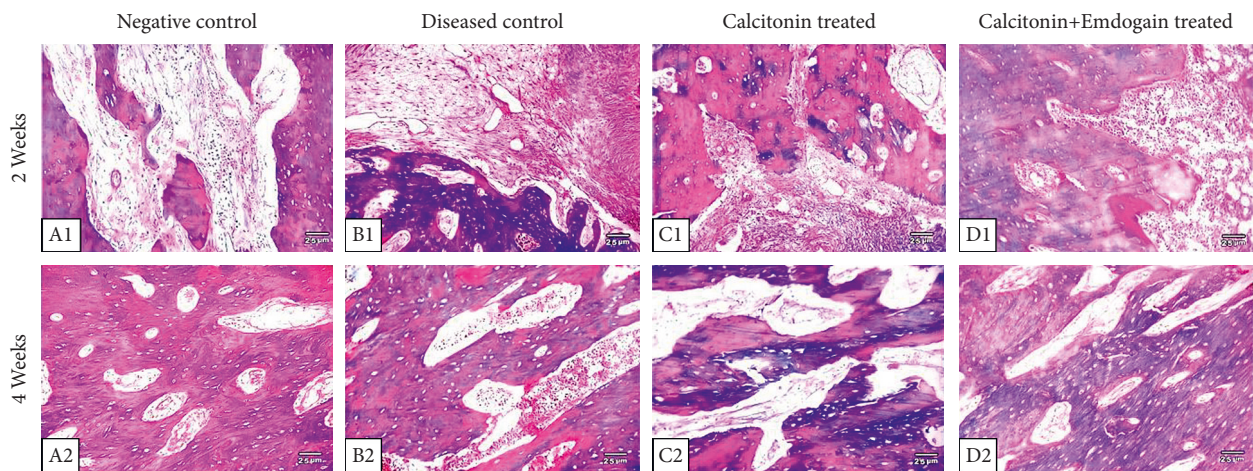 Negative control
Diseased control
Calcitonin treated
Calcitonin+Emdogain treated
2 Weeks
A1
25 μm
B1
25 μm
C1
25 μm
D1
25 μm
4 Weeks
A2
25 μm
B2
25 μm
C2
25 μm
D2
25 μm